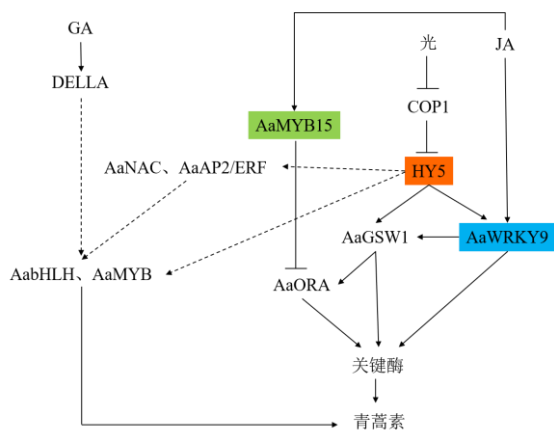 GA
光
JA
DELLA
COP1
AaMYB15
AaNAC、AaAP2/ERF
HY5
AaGSW1
AaWRKY9
AabHLH、AaMYB
AaORA
关键酶
青蒿素